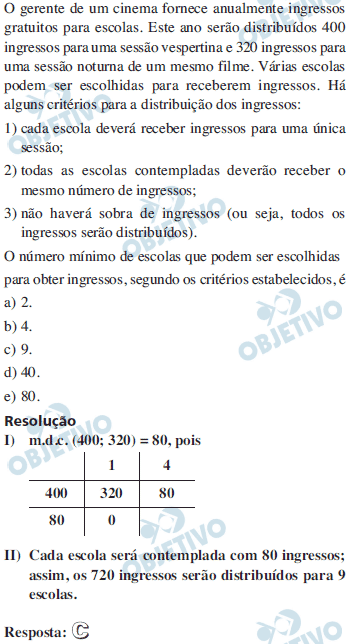 O gerente de um cinema fornece anualmente ingressos
gratuitos para escolas. Este ano serão distribuídos 400
ingressos para uma sessão vespertina e 320 ingressos para
uma sessão noturna de um mesmo filme. Várias escolas
podem ser escolhidas para receberem ingressos. Há
alguns critérios para a distribuição dos ingressos:
1) cada escola deverá receber ingressos para uma única
sessão;
2) todas as escolas contempladas deverão receber o
mesmo número de ingressos;
3) não haverá sobra de ingressos (ou seja, todos os
ingressos serão distribuídos).
O número mínimo de escolas que podem ser escolhidas
para obter ingressos, segundo os critérios estabelecidos, é
a) 2.
b) 4.
c) 9.
d) 40.
e) 80.
Resolução
I) m.d.c. (400; 320) = 80, pois
1 4
400 320 80
80 0
II) Cada escola será contemplada com 80 ingressos;
assim, os 720 ingressos serão distribuídos para 9
escolas.
Resposta: C
OBJETIVO
OBJETIVO
OBJETIVO
OBJETIVO
OBJETIVO
OBJETIVO